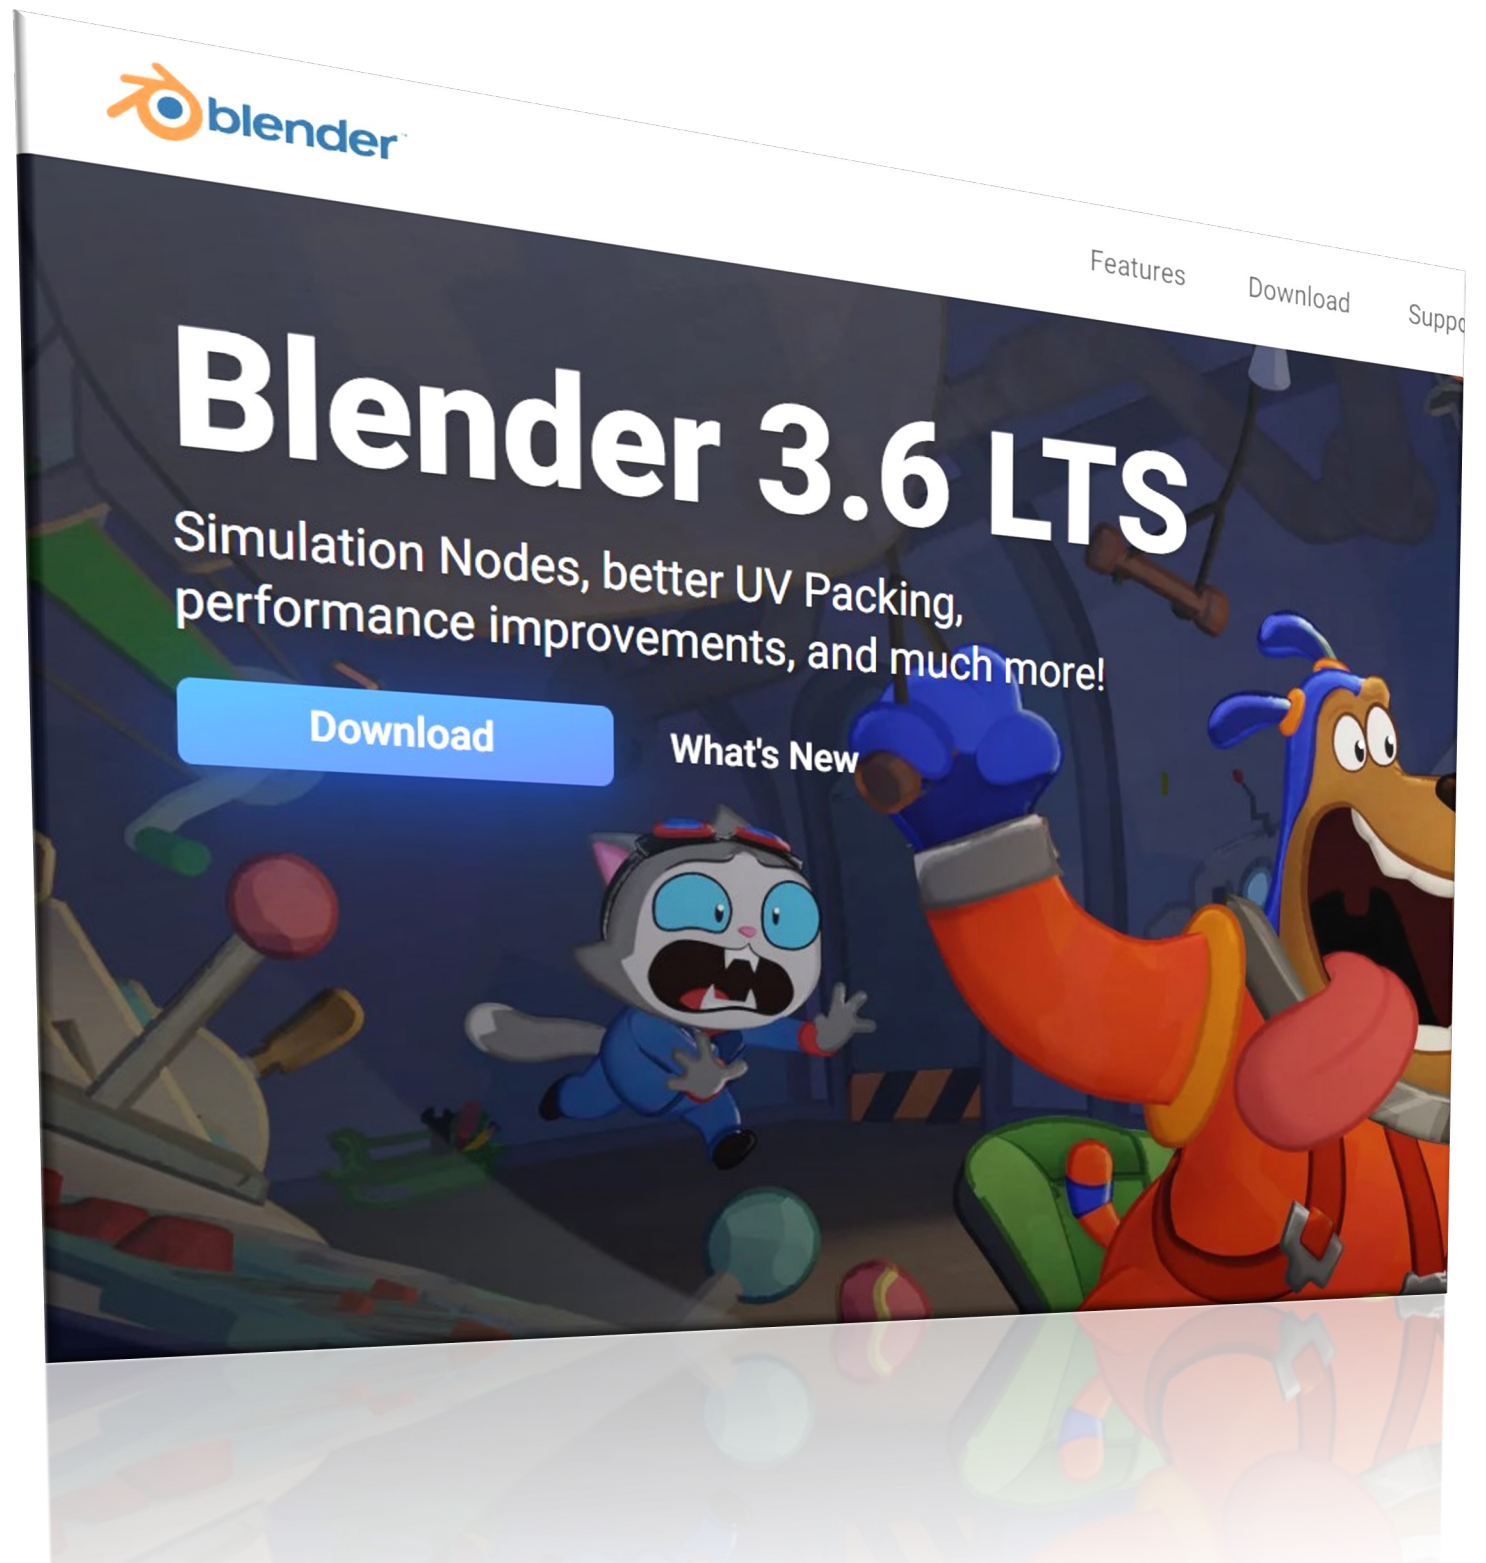 blender
Features
Download
Suppo
Blender 3.6 LTS
Simulation Nodes, better UV Packing,
performance improvements, and much more!
Download
What's New